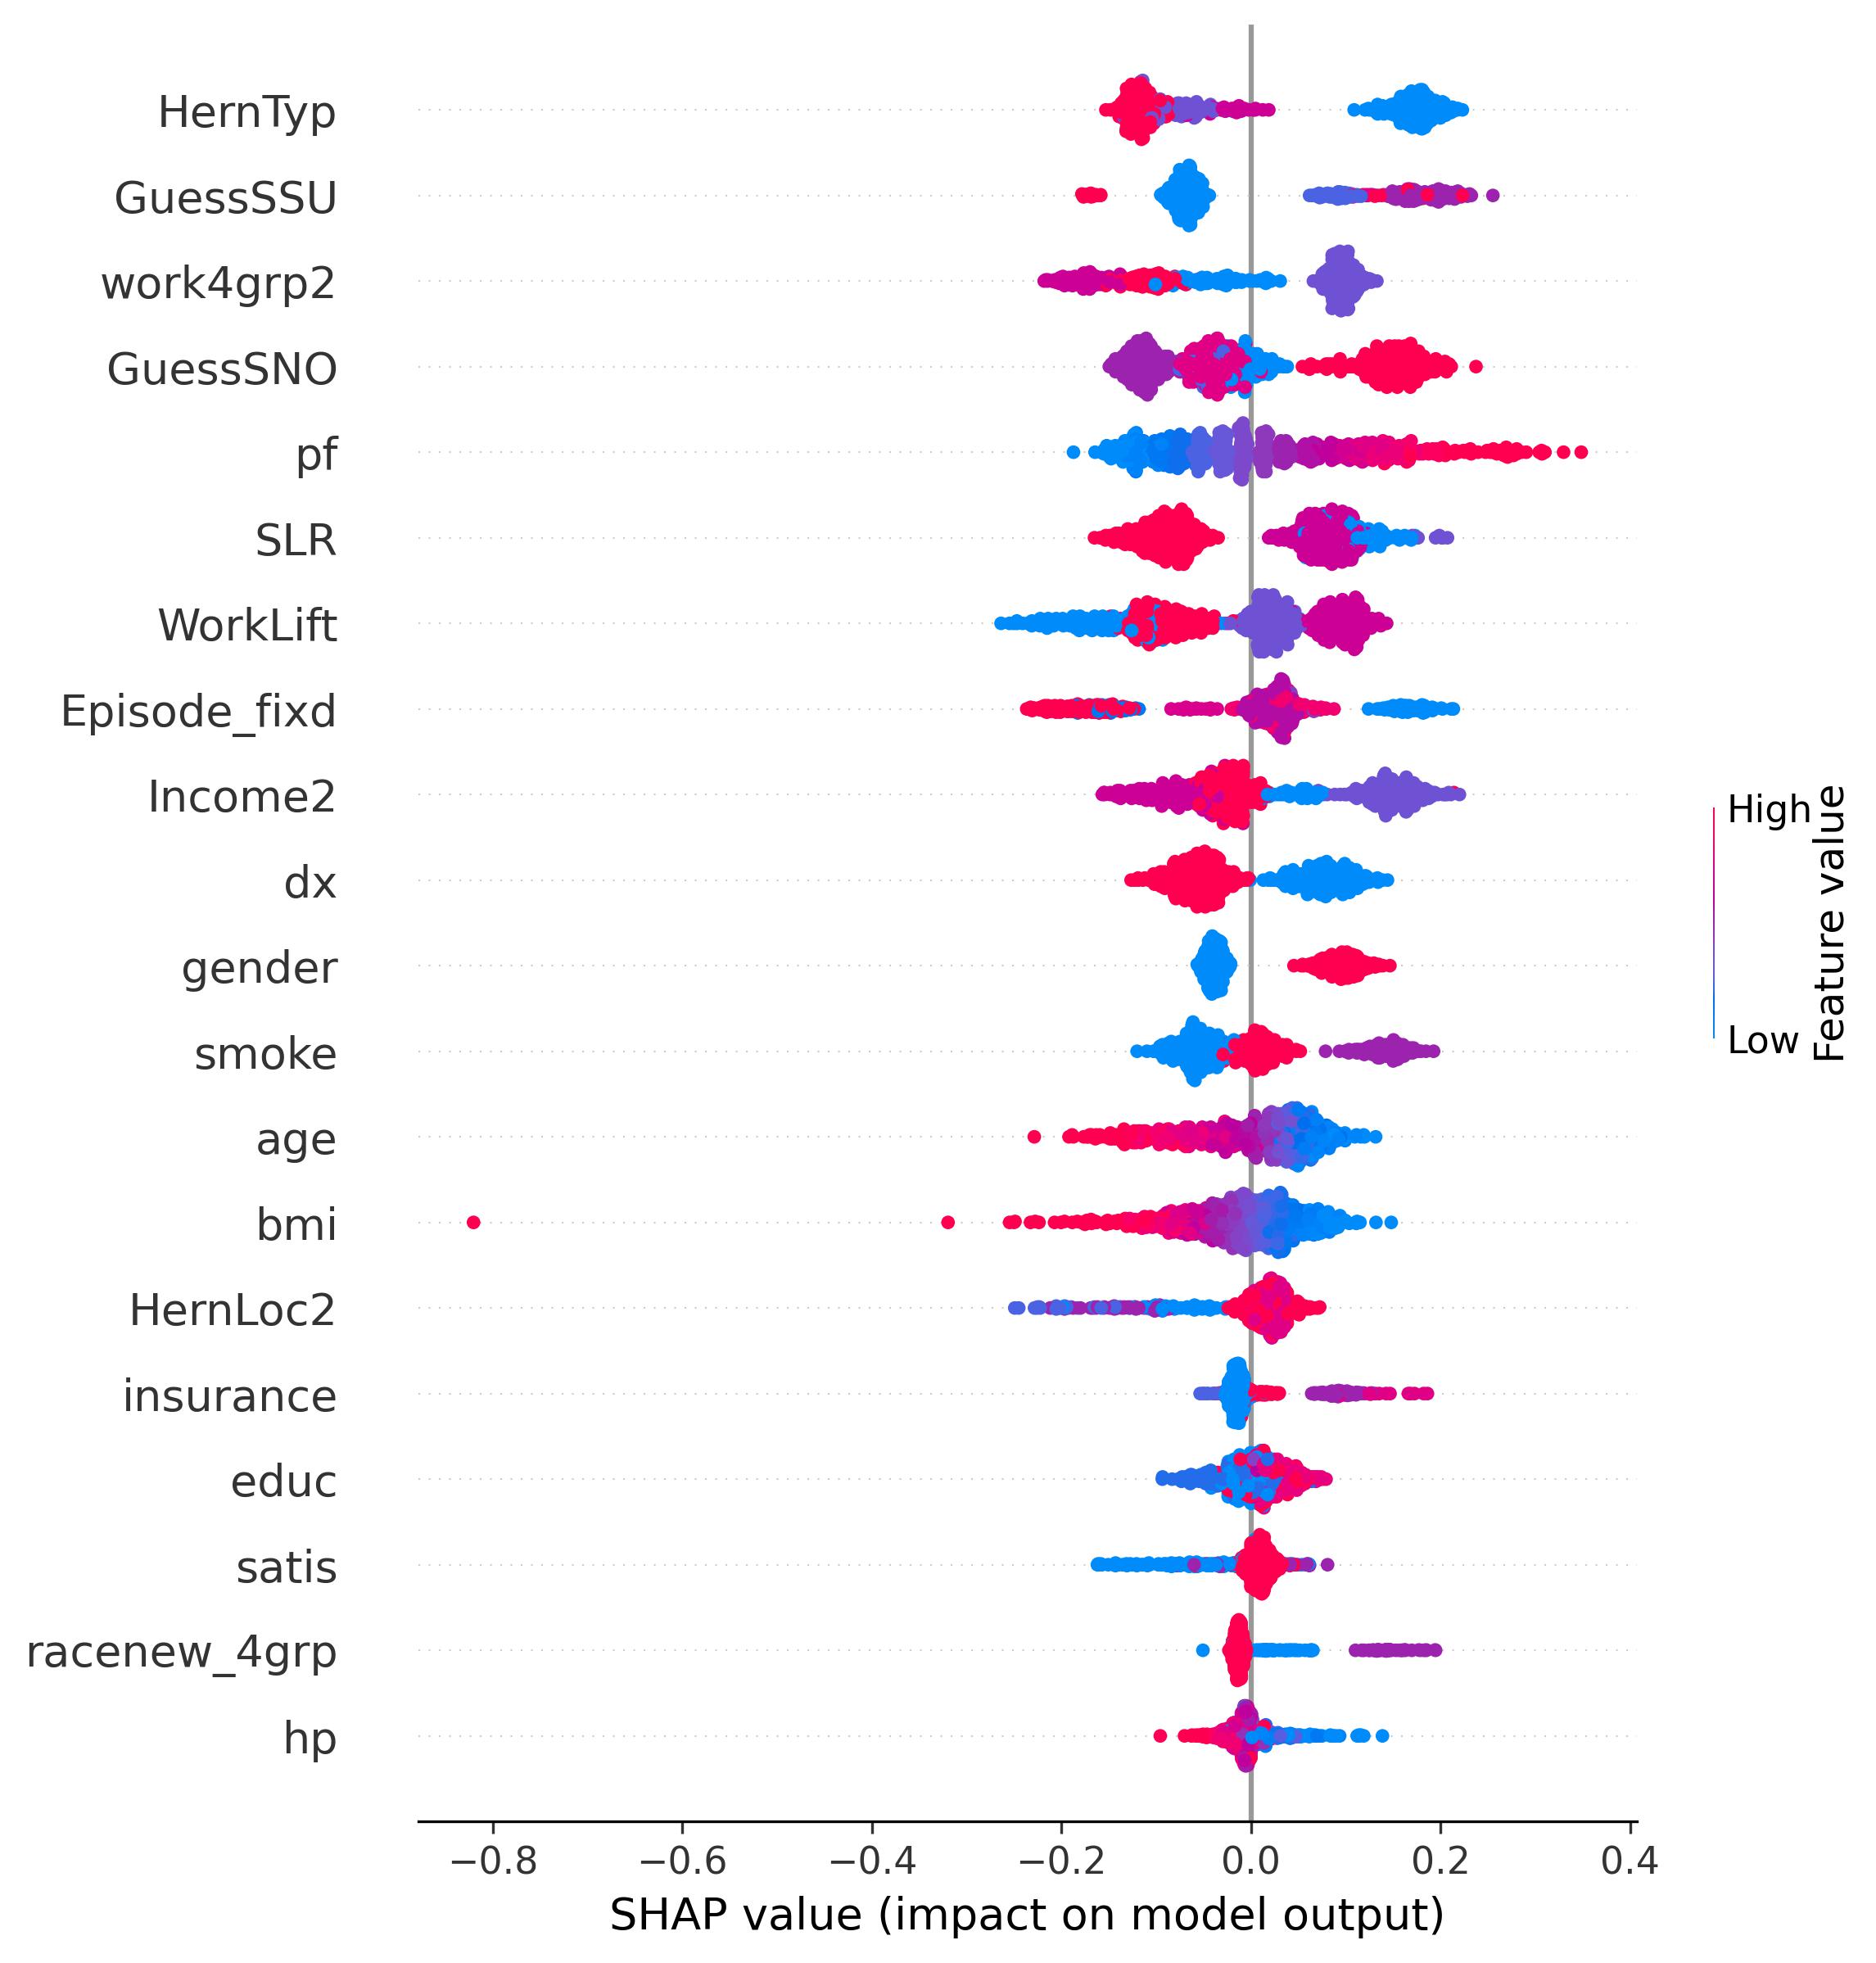 HernTyp
GuessSSU
work4grp2
GuessSNO
pf
SLR
WorkLift
Episode_fixd
Income2
dx
gender
smoke
age
bmi
HernLoc2
insurance
educ
satis
racenew_4grp
hp
−0.8 −0.6 −0.4 −0.2 0.0 0.2 0.4
SHAP value (impact on model output)
High
Low
Feature value